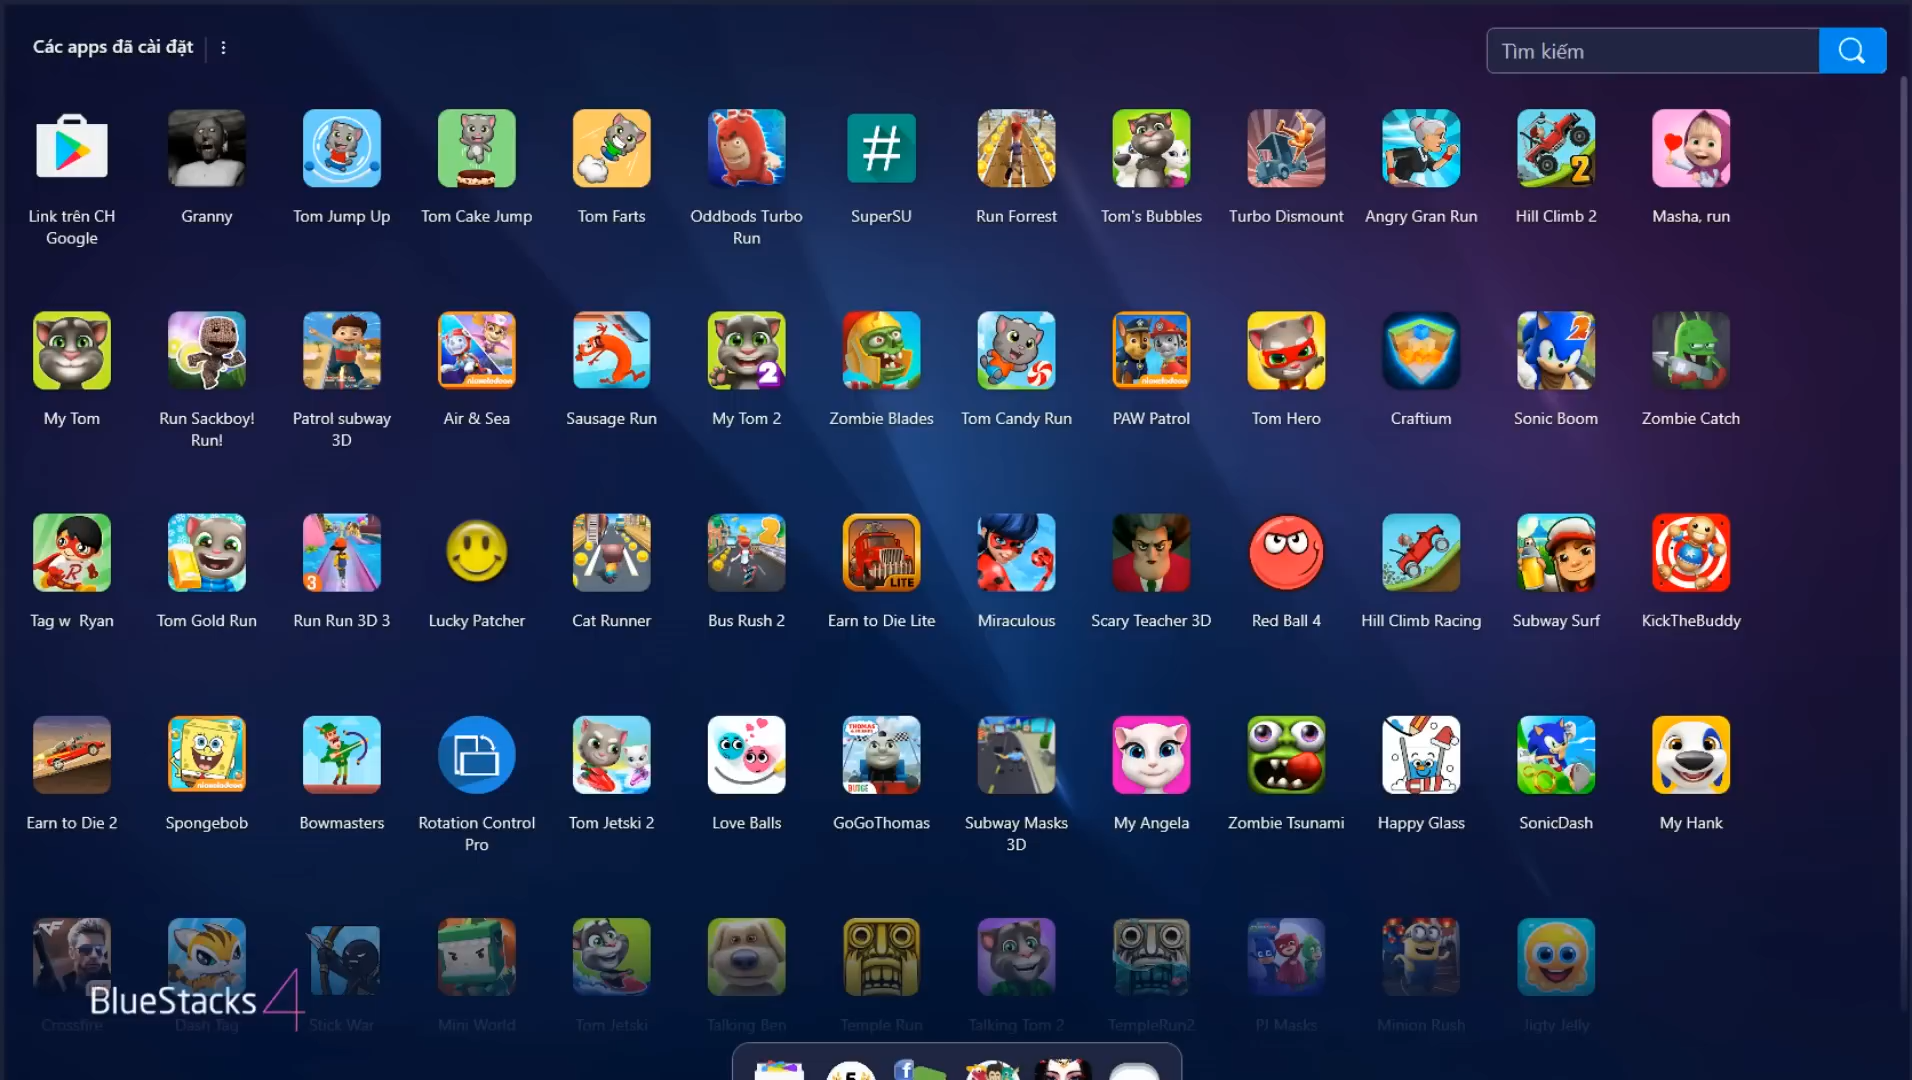 Các apps đã cài đặt
Tìm kiếm
Link trên CH Google
Granny
Tom Jump Up
Tom Cake Jump
Tom Farts
Oddbods Turbo Run
SuperSU
Run Forrest
Tom's Bubbles
Turbo Dismount
Angry Gran Run
Hill Climb 2
Masha, run
My Tom
Run Sackboy! Run!
Patrol subway 3D
Air & Sea
Sausage Run
My Tom 2
Zombie Blades
Tom Candy Run
PAW Patrol
Tom Hero
Craftium
Sonic Boom
Zombie Catch
Tag w  Ryan
Tom Gold Run
Run Run 3D 3
Lucky Patcher
Cat Runner
Bus Rush 2
Earn to Die Lite
Miraculous
Scary Teacher 3D
Red Ball 4
Hill Climb Racing
Subway Surf
KickTheBuddy
Earn to Die 2
Spongebob
Bowmasters
Rotation Control Pro
Tom Jetski 2
Love Balls
GoGoThomas
Subway Masks 3D
My Angela
Zombie Tsunami
Happy Glass
SonicDash
My Hank
BlueStacks 4
Crossfire
Dash Tag
Stick War
Mini World
Tom Jetski
Talking Ben
Temple Run
Talking Tom 2
TempleRun2
PJ Masks
Minion Rush
Jigty Jelly